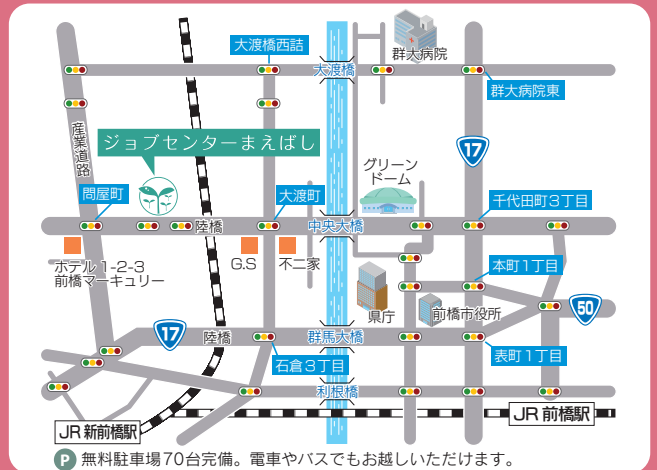 群大病院
大渡橋西詰
大渡橋
群大病院東
産業道路
ジョブセンターまえばし
17
グリーン
ドーム
問屋町
大渡町
千代田町3丁目
陸橋
中央大橋
ホテル 1-2-3
前橋マーキュリー
G.S
不二家
本町1丁目
県庁
前橋市役所
50
17
陸橋
群馬大橋
石倉3丁目
表町1丁目
利根橋
JR 新前橋駅
JR 前橋駅
P 無料駐車場70台完備。電車やバスでもお越しいただけます。